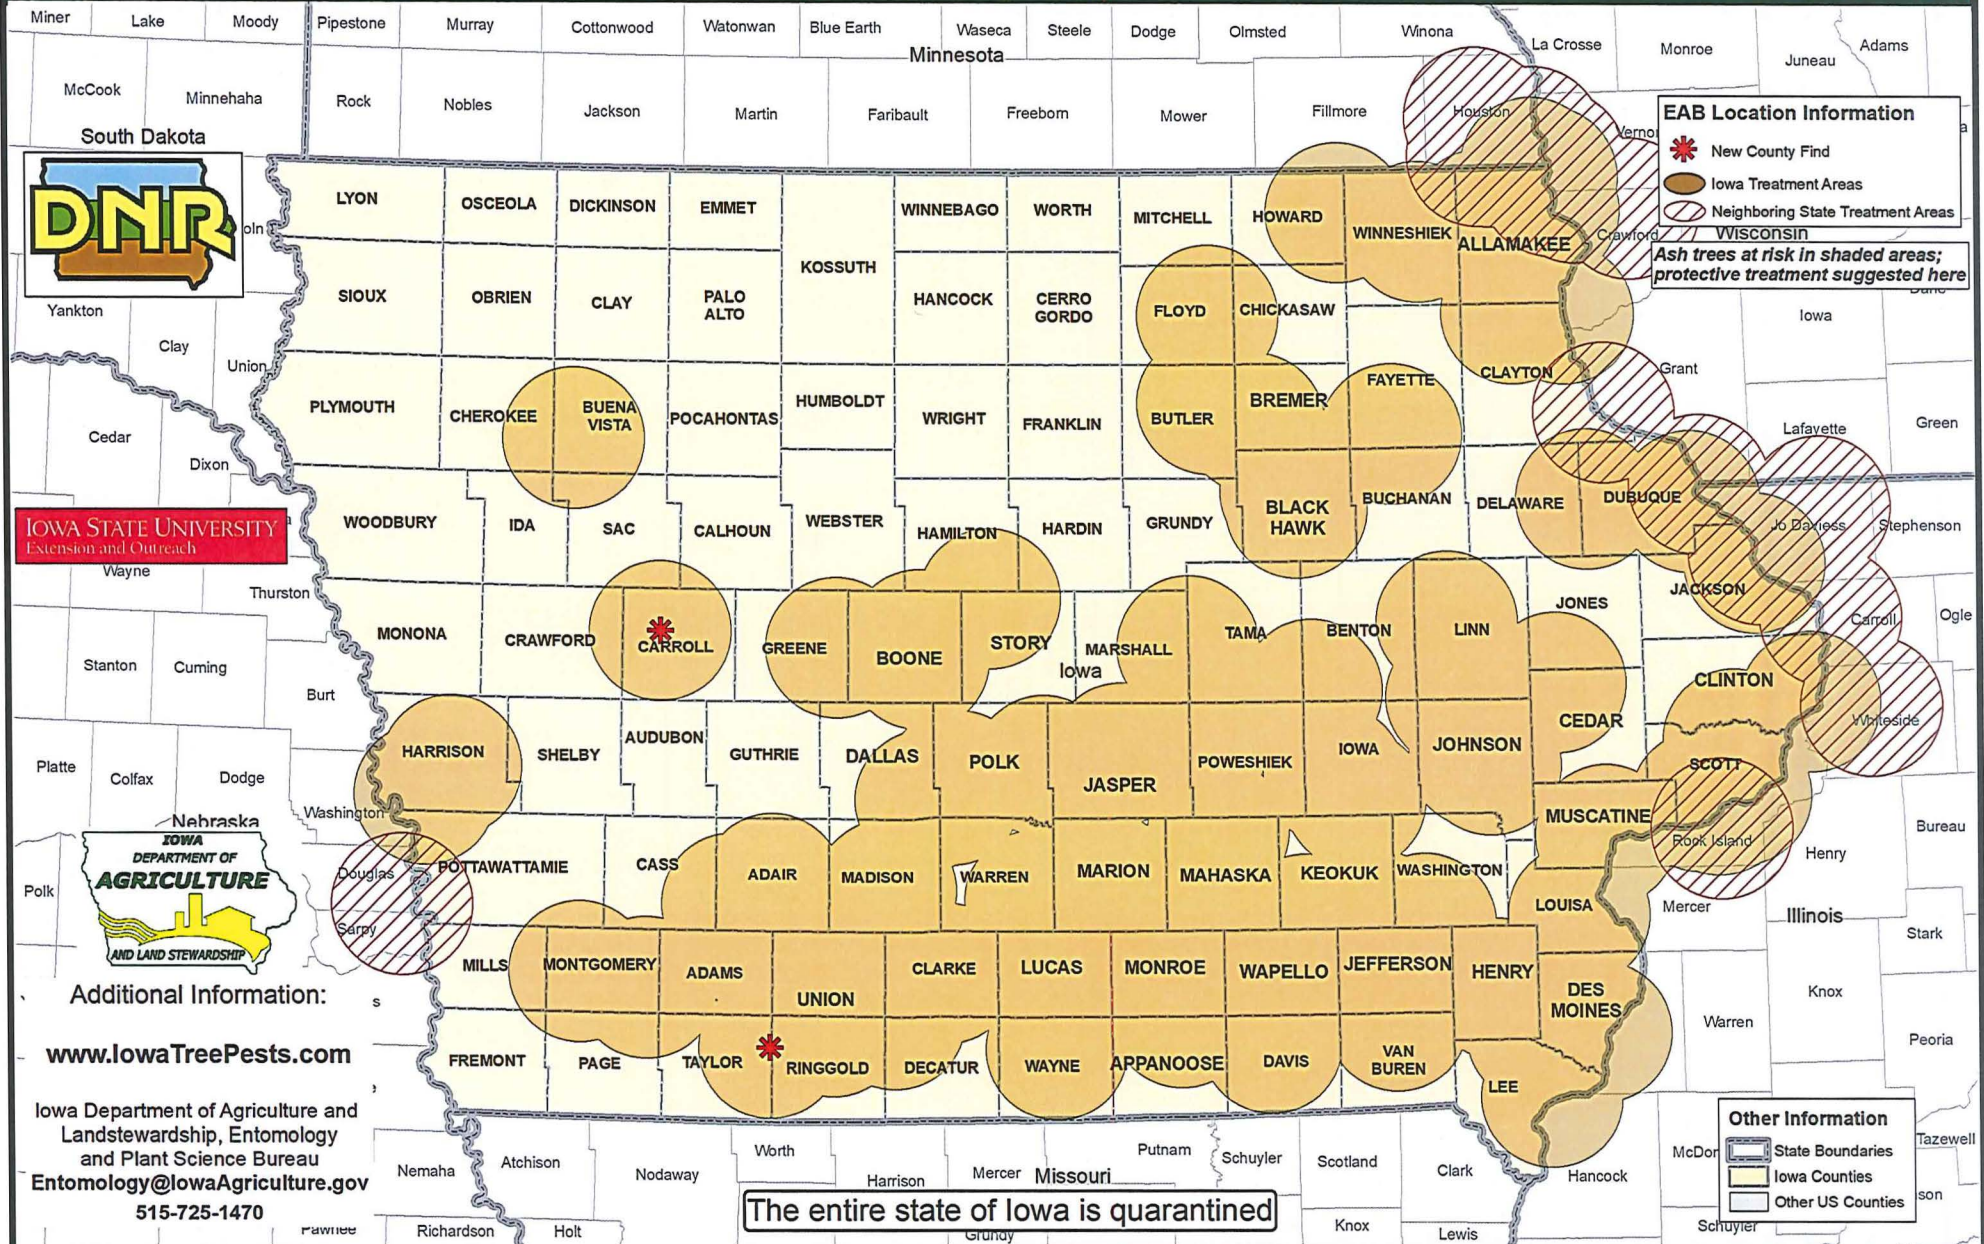 Miner
Lake
Moody
Pipestone
Murray
Cottonwood
Watonwan
Blue Earth
Waseca
Steele
Dodge
Olmsted
Winona
La Crosse
Monroe
Juneau
Adams
Minnesota
McCook
Minnehaha
Rock
Nobles
Jackson
Martin
Faribault
Freeborn
Mower
Fillmore
Houston
South Dakota
DNR
EAB Location Information
New County Find
Iowa Treatment Areas
Neighboring State Treatment Areas
Crawford
Wisconsin
Ash trees at risk in shaded areas;
protective treatment suggested here
LYON
OSCEOLA
DICKINSON
EMMET
WINNEBAGO
WORTH
MITCHELL
HOWARD
WINNESHIEK
ALLAMAKEE
KOSSUTH
SIOUX
OBRIEN
CLAY
PALO
ALTO
HANCOCK
CERRO
GORDO
FLOYD
CHICKASAW
Yankton
Clay
Union
Iowa
Grant
FAYETTE
CLAYTON
PLYMOUTH
CHEROKEE
BUENA
VISTA
POCAHONTAS
HUMBOLDT
WRIGHT
FRANKLIN
BUTLER
BREMER
Lafayette
Green
Cedar
Dixon
IOWA STATE UNIVERSITY
Extension and Outreach
WOODBURY
IDA
SAC
CALHOUN
WEBSTER
HAMILTON
HARDIN
GRUNDY
BLACK
HAWK
BUCHANAN
DELAWARE
DUBUQUE
Jo Daviess
Stephenson
Wayne
Thurston
MONONA
CRAWFORD
CARROLL
GREENE
BOONE
STORY
MARSHALL
Iowa
TAMA
BENTON
LINN
JONES
JACKSON
Carroll
Ogle
Stanton
Cuming
Burt
HARRISON
SHELBY
AUDUBON
GUTHRIE
DALLAS
POLK
JASPER
POWESHIEK
IOWA
JOHNSON
CEDAR
CLINTON
Whiteside
SCOTT
Platte
Colfax
Dodge
Washington
Nebraska
IOWA
DEPARTMENT OF
AGRICULTURE
AND LAND STEWARDSHIP
Polk
Douglas
Sarpy
POTTAWATTAMIE
CASS
ADAIR
MADISON
WARREN
MARION
MAHASKA
KEOKUK
WASHINGTON
MUSCATINE
Rock Island
Henry
Bureau
LOUISA
Mercer
Illinois
Stark
MILLS
MONTGOMERY
ADAMS
UNION
CLARKE
LUCAS
MONROE
WAPELLO
JEFFERSON
HENRY
DES
MOINES
Warren
Knox
Peoria
Additional Information:
www.IowaTreePests.com
Iowa Department of Agriculture and
Landstewardship, Entomology
and Plant Science Bureau
Entomology@IowaAgriculture.gov
515-725-1470
FREMONT
PAGE
TAYLOR
RINGGOLD
DECATUR
WAYNE
APPANOOSE
DAVIS
VAN
BUREN
LEE
Other Information
State Boundaries
Iowa Counties
Other US Counties
Tazewell
Nemaha
Atchison
Nodaway
Worth
Harrison
Mercer
Missouri
Putnam
Schuyler
Scotland
Clark
Hancock
The entire state of Iowa is quarantined
Pawnee
Richardson
Holt
Grundy
Knox
Lewis
Schuyler